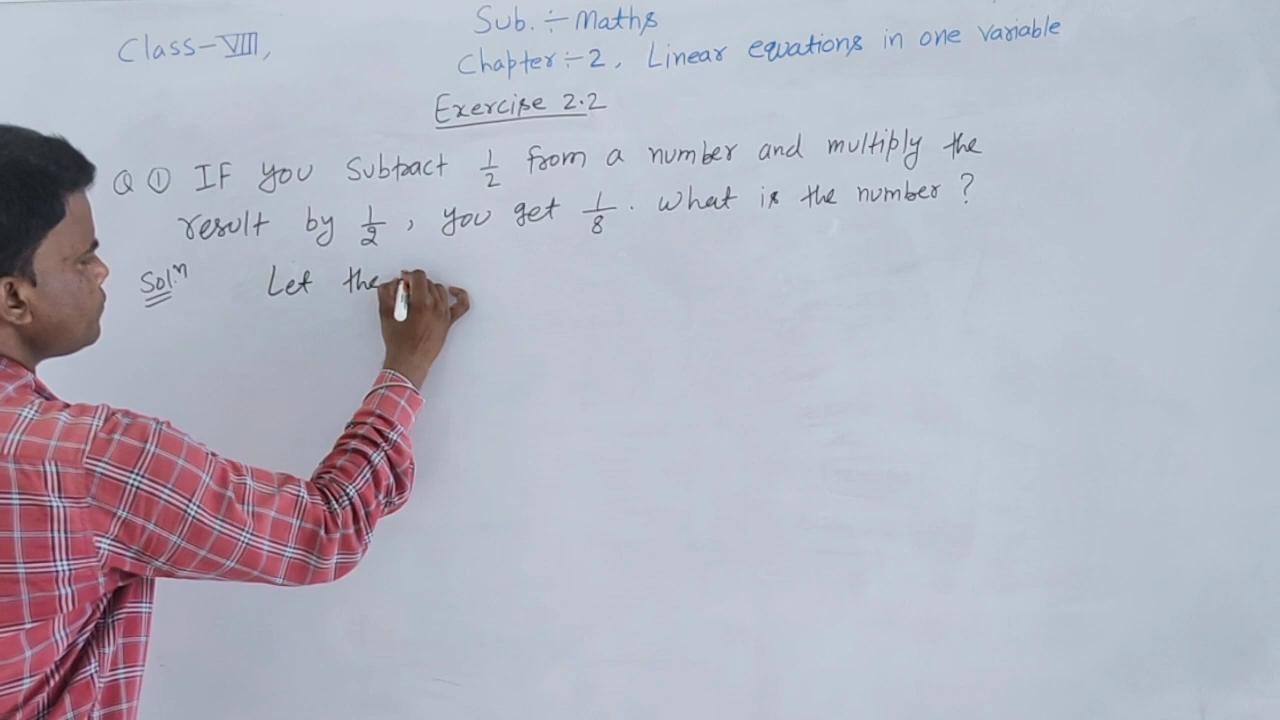 Class-VIII,
Sub. ÷ Maths
Chapter ÷ 2, Linear equations in one variable
Exercise 2.2
Q ① If you Subtract 1/2 from a number and multiply the
result by 1/2, you get 1/8. What is the number ?
Solⁿ Let the